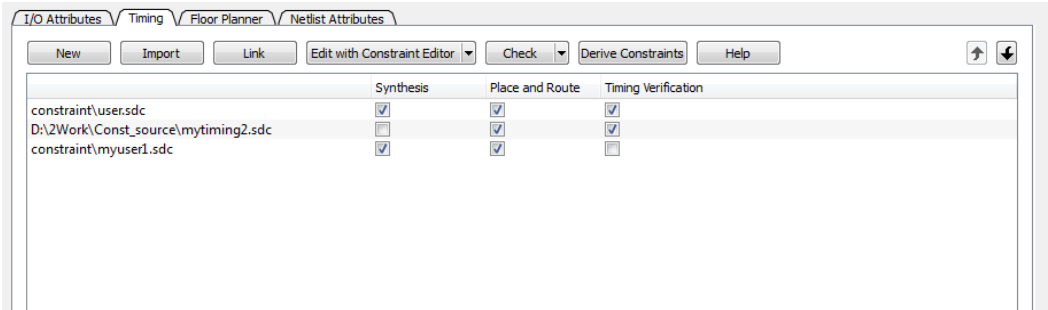 I/O Attributes Timing Floor Planner Netlist Attributes
New Import Link Edit with Constraint Editor Check Derive Constraints Help
Synthesis Place and Route Timing Verification
constraint\user.sdc
D:\2Work\Const_source\mytiming2.sdc
constraint\myuser1.sdc